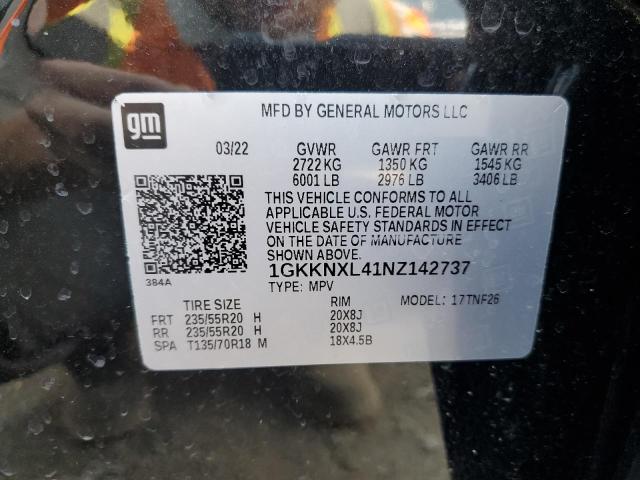 gm
MFD BY GENERAL MOTORS LLC
03/22 GVWR GAWR FRT GAWR RR
2722 KG 1350 KG 1545 KG
6001 LB 2976 LB 3406 LB
THIS VEHICLE CONFORMS TO ALL
APPLICABLE U.S. FEDERAL MOTOR
VEHICLE SAFETY STANDARDS IN EFFECT
ON THE DATE OF MANUFACTURE
SHOWN ABOVE.
1GKKNXL41NZ142737
384A TYPE: MPV MODEL: 17TNF26
TIRE SIZE RIM
FRT 235/55R20 H 20X8J
RR 235/55R20 H 20X8J
SPA T135/70R18 M 18X4.5B